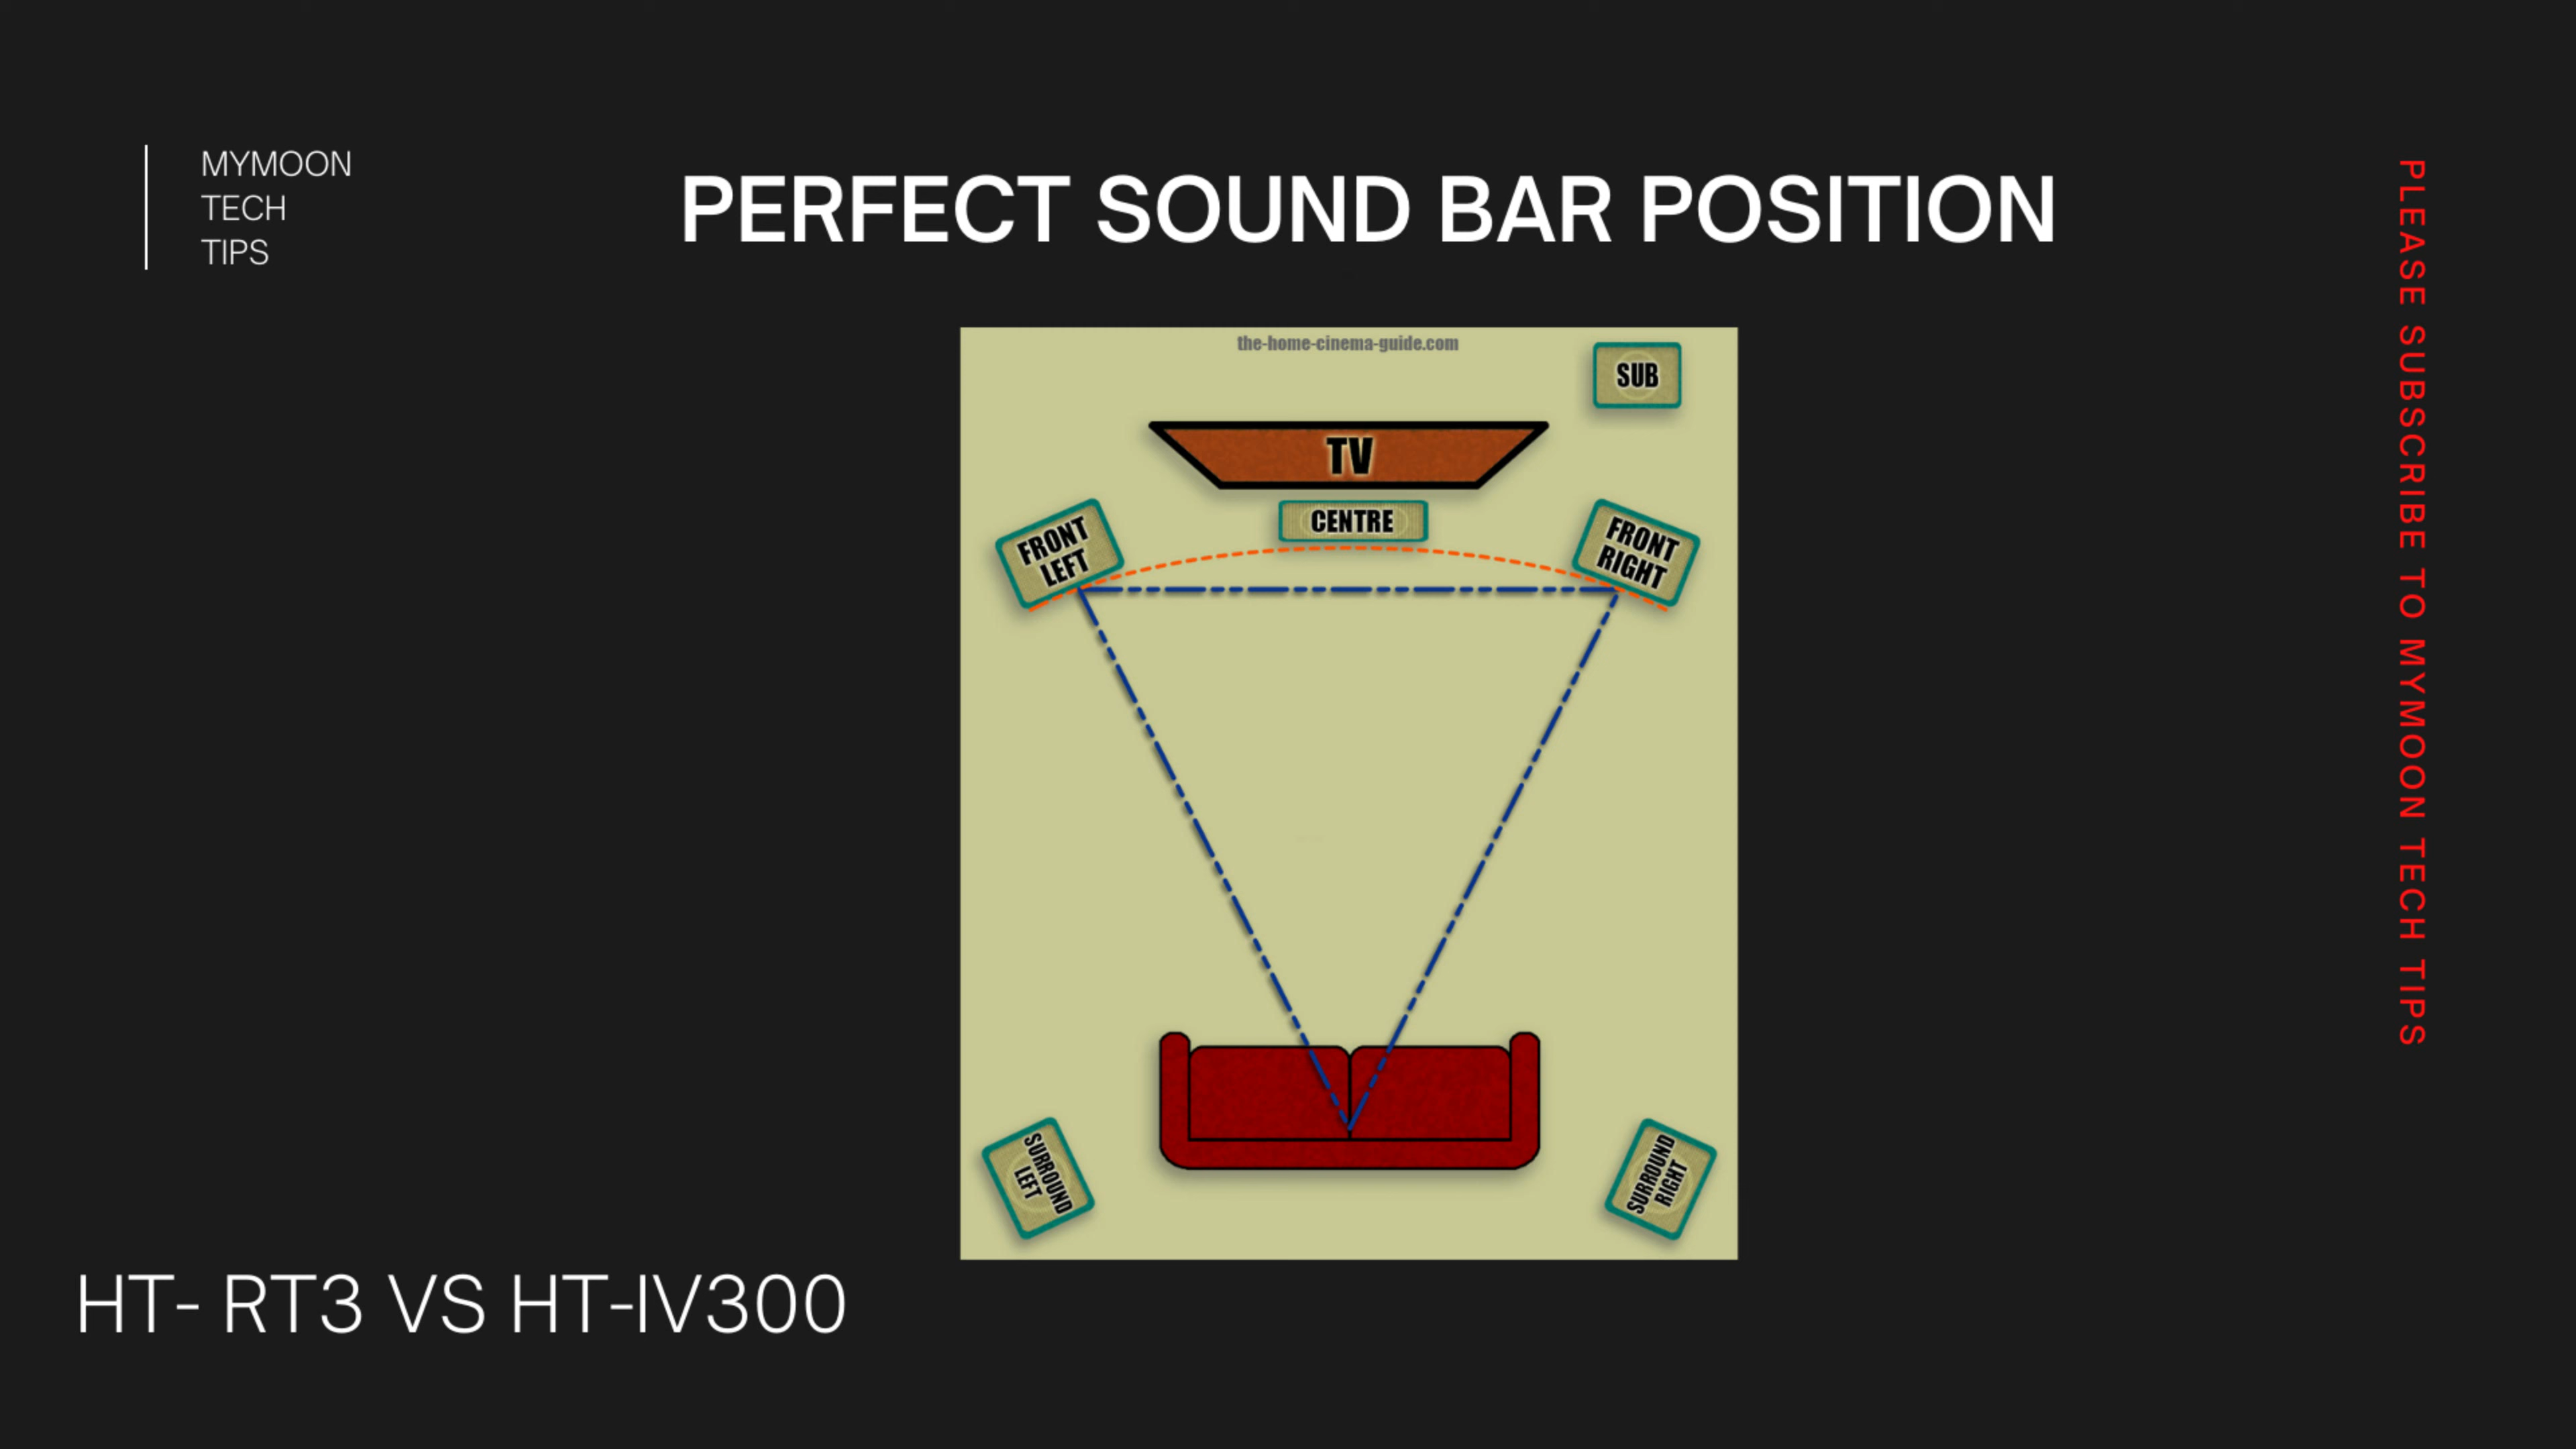 MYMOON
TECH
TIPS
PERFECT SOUND BAR POSITION
PLEASE SUBSCRIBE TO MYMOON TECH TIPS
the-home-cinema-guide.com
SUB
TV
CENTRE
FRONT
LEFT
FRONT
RIGHT
SURROUND
LEFT
SURROUND
RIGHT
HT- RT3 VS HT-IV300